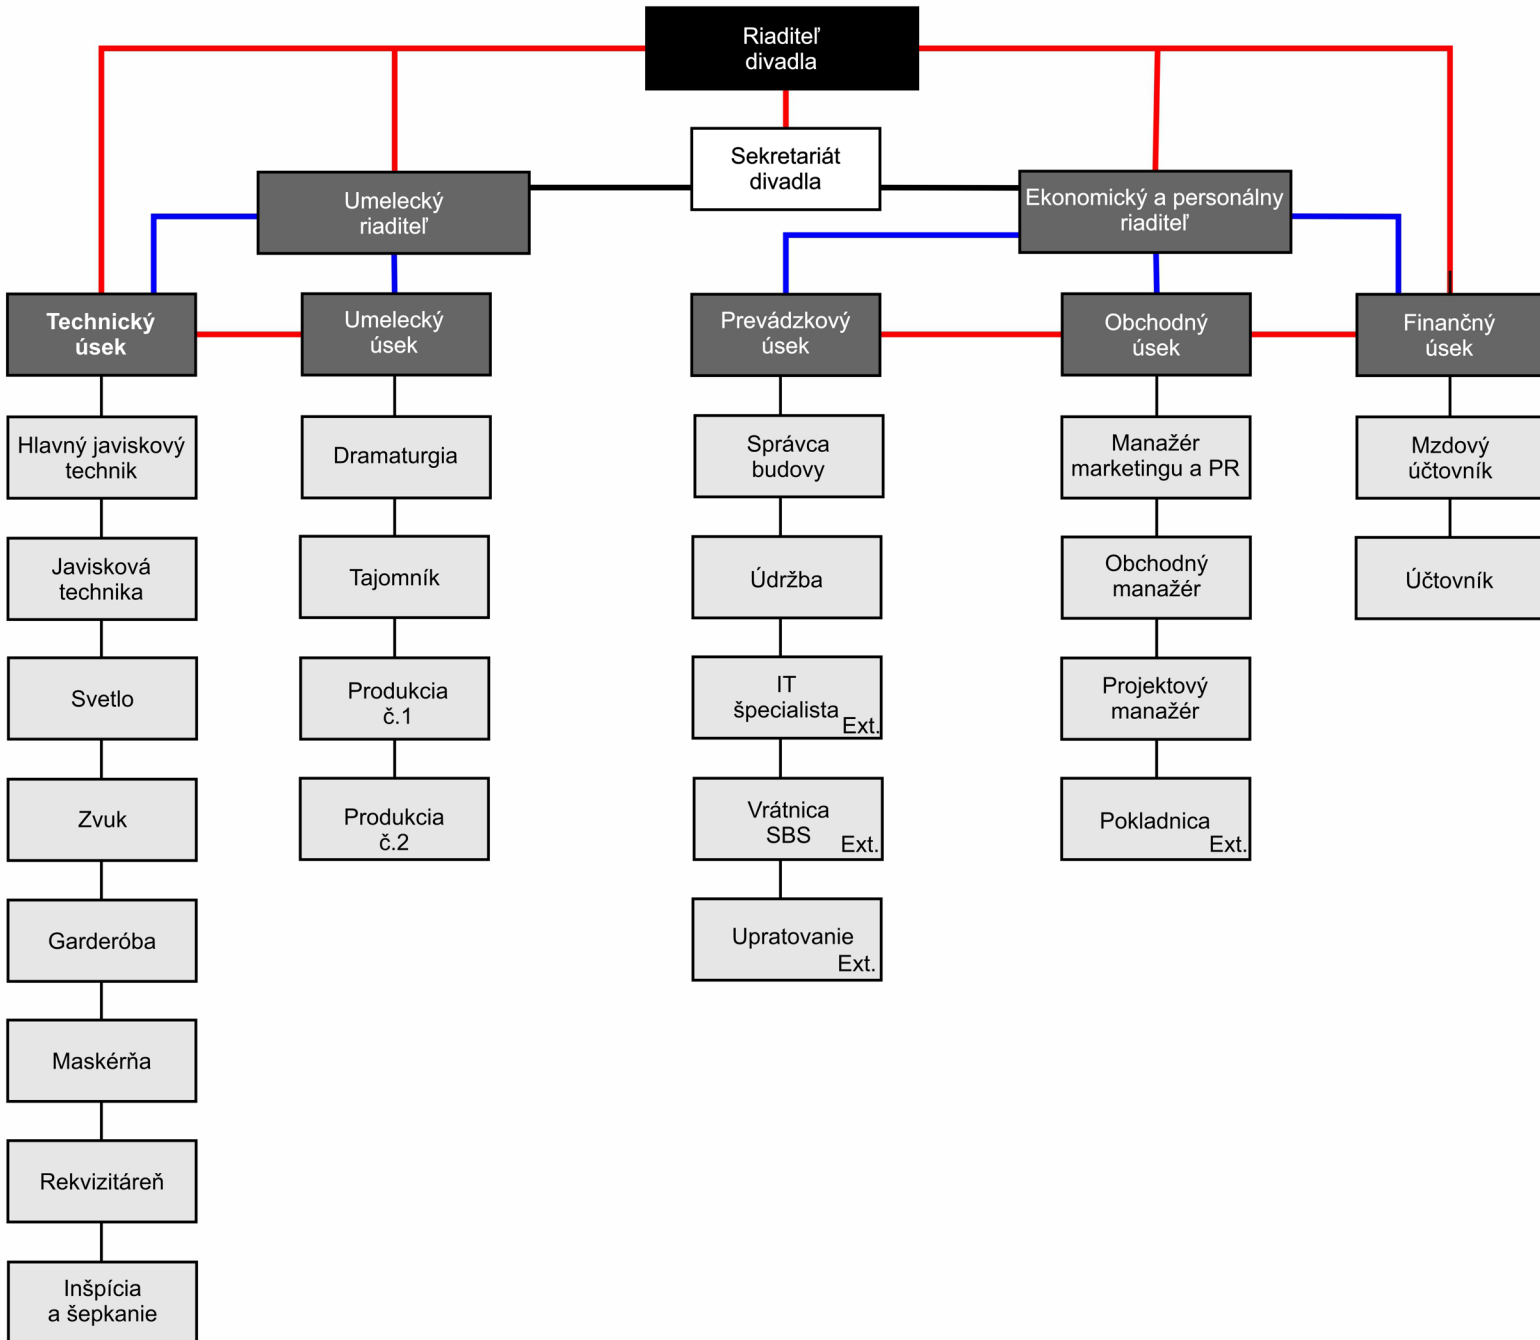 Riaditeľ
divadla
Sekretariát
divadla
Umelecký
riaditeľ
Ekonomický a personálny
riaditeľ
Technický
úsek
Umelecký
úsek
Prevádzkový
úsek
Obchodný
úsek
Finančný
úsek
Hlavný javiskový
technik
Dramaturgia
Správca
budovy
Manažér
marketingu a PR
Mzdový
účtovník
Javisková
technika
Tajomník
Údržba
Obchodný
manažér
Účtovník
Svetlo
Produkcia
č.1
IT
špecialista
Ext.
Projektový
manažér
Zvuk
Produkcia
č.2
Vrátnica
SBS
Ext.
Pokladnica
Ext.
Garderóba
Upratovanie
Ext.
Maskérňa
Rekvizitáreň
Inšpícia
a šepkanie